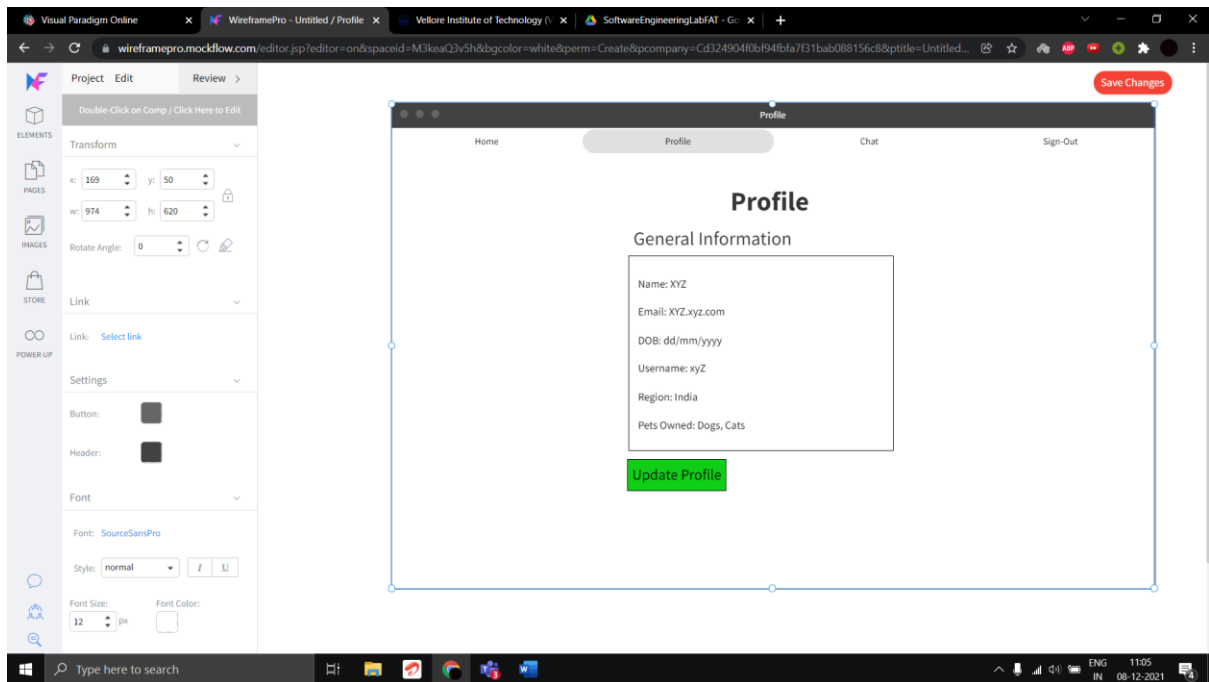 Visual Paradigm Online
WireframePro - Untitled / Profile
Vellore Institute of Technology (V
SoftwareEngineeringLabFAT - Go
wireframepro.mockflow.com/editor.jsp?editor=on&spaceid=M3keaQ3v5h&bgcolor=white&perm=Create&pcompany=Cd324904f0bf94fbfa7f31bab088156c8&ptitle=Untitled...
ABP
Project Edit Review >
Save Changes
Double-Click on Comp / Click Here to Edit
ELEMENTS
PAGES
IMAGES
STORE
POWER-UP
Transform
x: 169 y: 50
w: 974 h: 620
Rotate Angle: 0
Link
Link: Select link
Settings
Button:
Header:
Font
Font: SourceSansPro
Style: normal I U
Font Size: Font Color:
12 px
Profile
Home Profile Chat Sign-Out
Profile
General Information
Name: XYZ
Email: XYZ.xyz.com
DOB: dd/mm/yyyy
Username: xyZ
Region: India
Pets Owned: Dogs, Cats
Update Profile
Type here to search
ENG 11:05
IN 08-12-2021
4